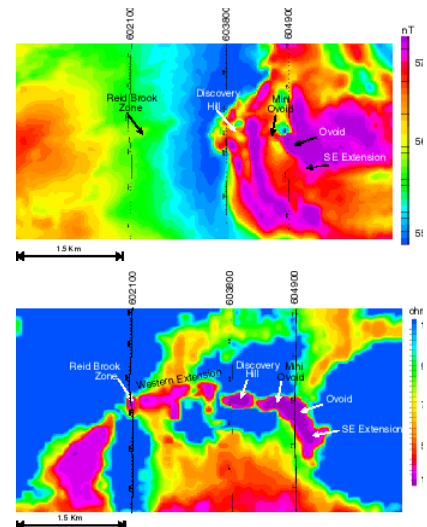 602100
603800
604900
nT
Reid Brook
Zone
Discovery
Hill
Mini
Ovoid
Ovoid
SE Extension
57
56
55
1.5 Km
602100
603800
604900
Reid Brook
Zone
Western Extension
Discovery
Hill
Mini
Ovoid
Ovoid
SE Extension
1.5 Km